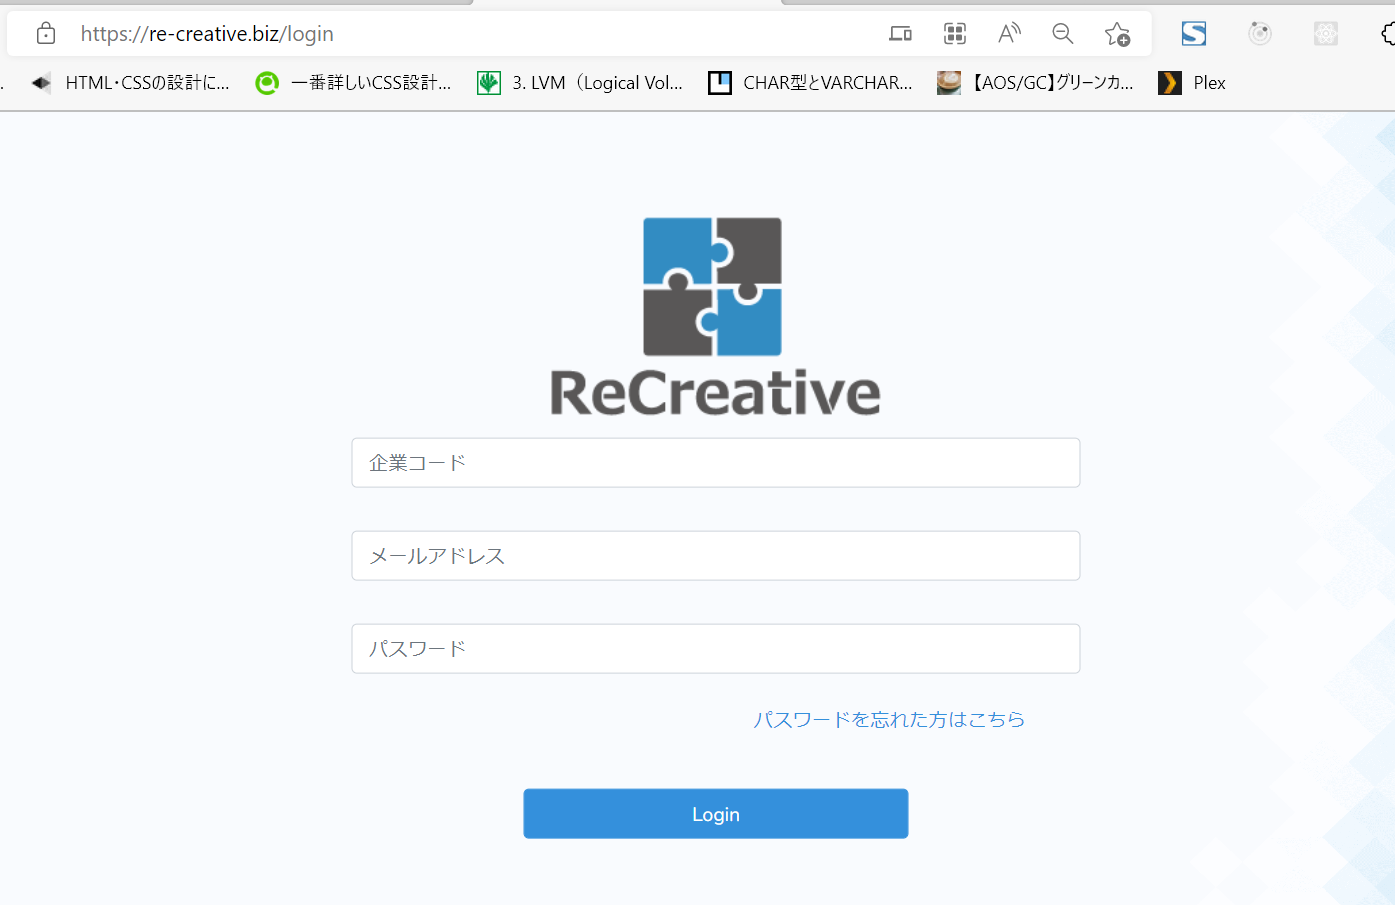 https://re-creative.biz/login
HTML・CSSの設計に... 一番詳しいCSS設計... 3. LVM（Logical Vol... CHAR型とVARCHAR... 【AOS/GC】グリーンカ... Plex
ReCreative
企業コード
メールアドレス
パスワード
パスワードを忘れた方はこちら
Login